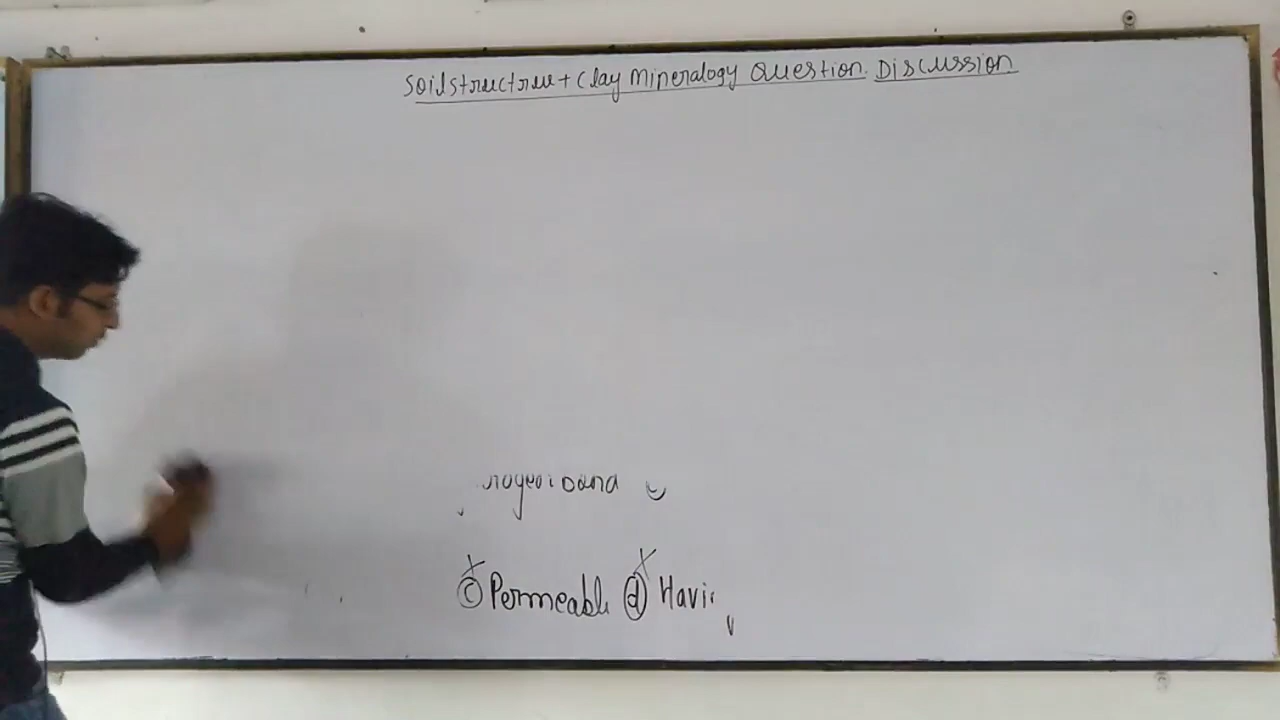 Soil structure + Clay Mineralogy Question Discussion
ⓒ Permeable ⓓ Havi